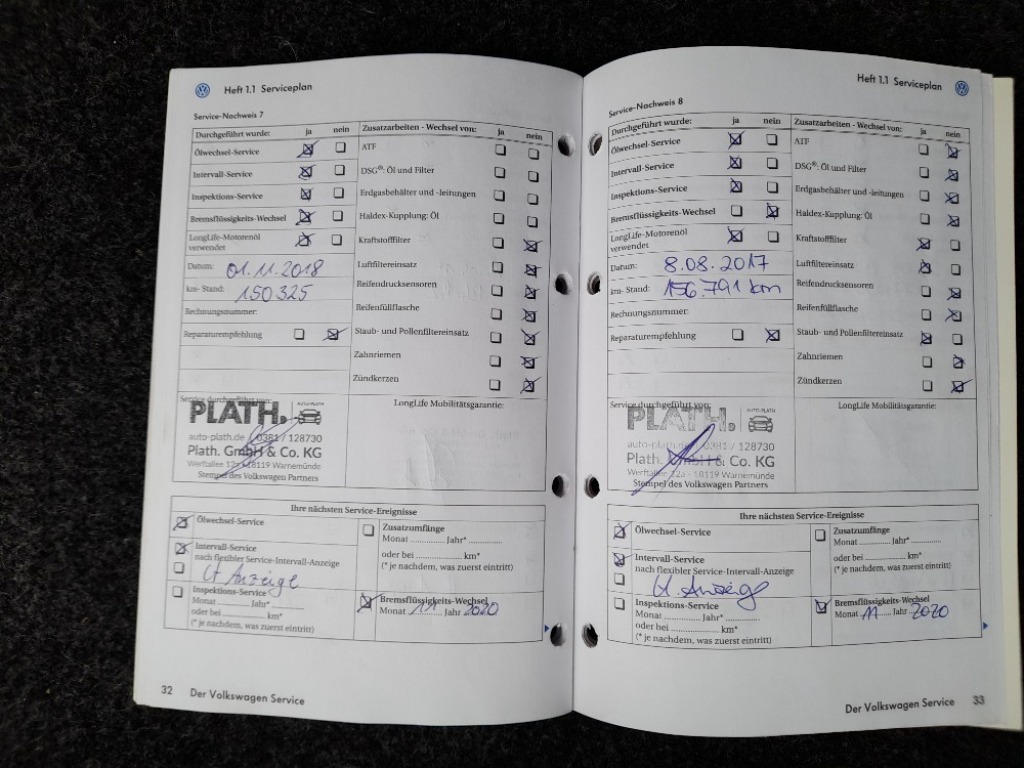 Heft 1.1 Serviceplan
Service-Nachweis 7
Durchgeführt wurde: ja nein
Ölwechsel-Service
Intervall-Service
Inspektions-Service
Bremsflüssigkeits-Wechsel
LongLife-Motorenöl
verwendet
Datum: 01.11.2018
km- Stand: 150325
Rechnungsnummer:
Reparaturempfehlung
Zusatzarbeiten - Wechsel von: ja nein
ATF
DSG®: Öl und Filter
Erdgasbehälter und -leitungen
Haldex-Kupplung: Öl
Kraftstofffilter
Luftfiltereinsatz
Reifendrucksensoren
Reifenfüllflasche
Staub- und Pollenfiltereinsatz
Zahnriemen
Zündkerzen
Service durchgeführt von:
PLATH.
AUTO-PLATH
auto-plath.de / 0381 / 128730
Plath. GmbH & Co. KG
Werftallee 12a - 18119 Warnemünde
Stempel des Volkswagen Partners
LongLife Mobilitätsgarantie:
Ihre nächsten Service-Ereignisse
Ölwechsel-Service
Intervall-Service
nach flexibler Service-Intervall-Anzeige
Anzeige
Inspektions-Service
Monat .......... Jahr* ..........
oder bei .................. km*
(* je nachdem, was zuerst eintritt)
Zusatzumfänge
Monat .......... Jahr* ............
oder bei .................. km*
(* je nachdem, was zuerst eintritt)
Bremsflüssigkeits-Wechsel
Monat 11 Jahr 2020
32 Der Volkswagen Service
Heft 1.1 Serviceplan
Service-Nachweis 8
Durchgeführt wurde: ja nein
Ölwechsel-Service
Intervall-Service
Inspektions-Service
Bremsflüssigkeits-Wechsel
LongLife-Motorenöl
verwendet
Datum: 8.08.2017
km- Stand: 156.791 km
Rechnungsnummer:
Reparaturempfehlung
Zusatzarbeiten - Wechsel von: ja nein
ATF
DSG®: Öl und Filter
Erdgasbehälter und -leitungen
Haldex-Kupplung: Öl
Kraftstofffilter
Luftfiltereinsatz
Reifendrucksensoren
Reifenfüllflasche
Staub- und Pollenfiltereinsatz
Zahnriemen
Zündkerzen
Service durchgeführt von:
PLATH.
AUTO-PLATH
auto-plath.de / 0381 / 128730
Plath. GmbH & Co. KG
Werftallee 12a - 18119 Warnemünde
Stempel des Volkswagen Partners
LongLife Mobilitätsgarantie:
Ihre nächsten Service-Ereignisse
Ölwechsel-Service
Intervall-Service
nach flexibler Service-Intervall-Anzeige
Anzeige
Inspektions-Service
Monat .............. Jahr* ............
oder bei ........................ km*
(* je nachdem, was zuerst eintritt)
Zusatzumfänge
Monat .......... Jahr* ............
oder bei .................. km*
(* je nachdem, was zuerst eintritt)
Bremsflüssigkeits-Wechsel
Monat 11 Jahr 2020
Der Volkswagen Service 33